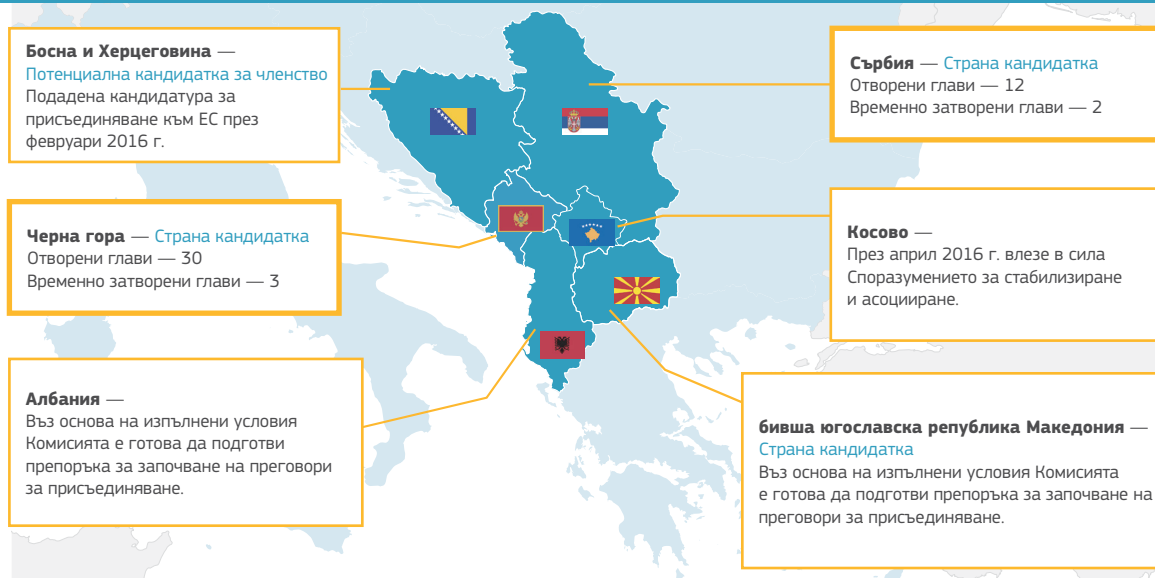 Босна и Херцеговина —
Потенциална кандидатка за членство
Подадена кандидатура за
присъединяване към ЕС през
февруари 2016 г.
Сърбия — Страна кандидатка
Отворени глави — 12
Временно затворени глави — 2
Черна гора — Страна кандидатка
Отворени глави — 30
Временно затворени глави — 3
Косово —
През април 2016 г. влезе в сила
Споразумението за стабилизиране
и асоцииране.
Албания —
Въз основа на изпълнени условия
Комисията е готова да подготви
препоръка за започване на преговори
за присъединяване.
бивша югославска република Македония —
Страна кандидатка
Въз основа на изпълнени условия Комисията
е готова да подготви препоръка за започване на
преговори за присъединяване.